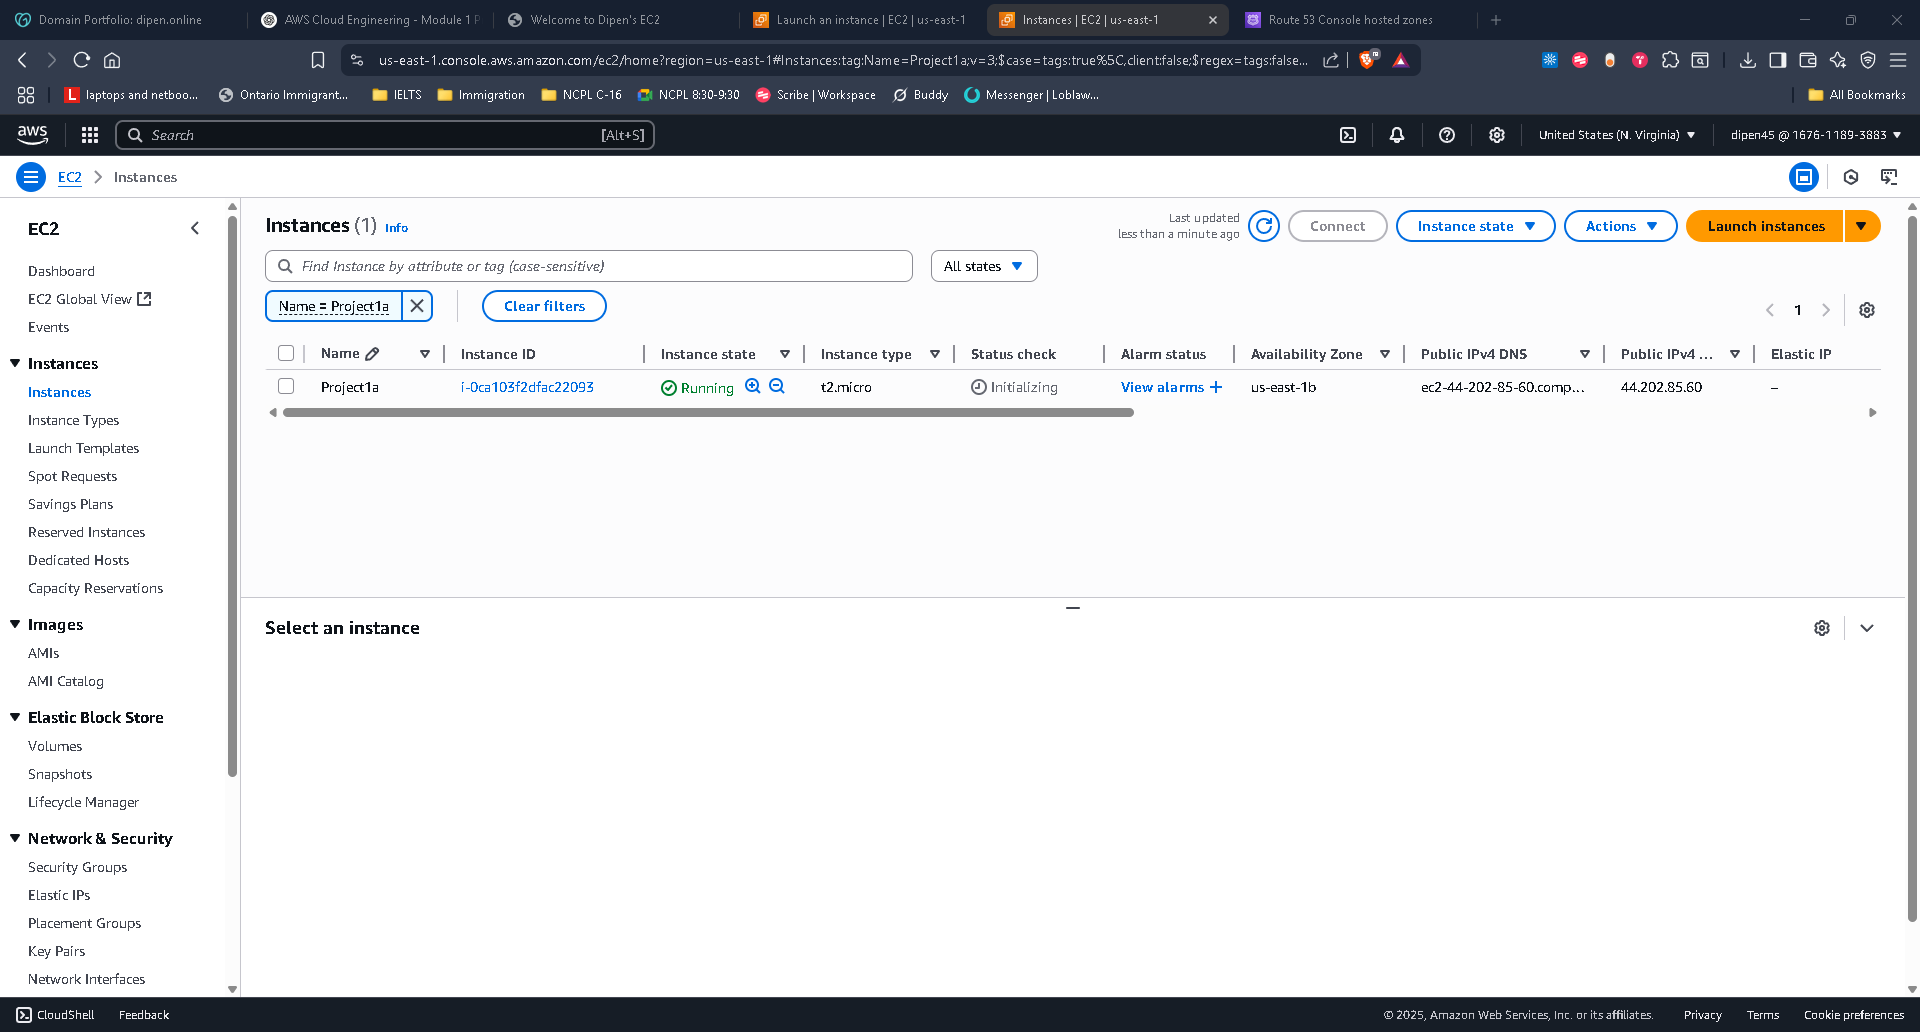 Domain Portfolio: dipen.online
AWS Cloud Engineering - Module 1 P
Welcome to Dipen's EC2
Launch an instance | EC2 | us-east-1
Instances | EC2 | us-east-1
Route 53 Console hosted zones
us-east-1.console.aws.amazon.com/ec2/home?region=us-east-1#Instances:tag:Name=Project1a;v=3;$case=tags:true%5C,client:false;$regex=tags:false...
laptops and netboo...
Ontario Immigrant...
IELTS
Immigration
NCPL C-16
NCPL 8:30-9:30
Scribe | Workspace
Buddy
Messenger | Loblaw...
All Bookmarks
aws
Search
[Alt+S]
United States (N. Virginia)
dipen45 @ 1676-1189-3883
EC2
Instances
EC2
Dashboard
EC2 Global View
Events
Instances
Instances
Instance Types
Launch Templates
Spot Requests
Savings Plans
Reserved Instances
Dedicated Hosts
Capacity Reservations
Images
AMIs
AMI Catalog
Elastic Block Store
Volumes
Snapshots
Lifecycle Manager
Network & Security
Security Groups
Elastic IPs
Placement Groups
Key Pairs
Network Interfaces
Instances (1) Info
Last updated
less than a minute ago
Connect
Instance state
Actions
Launch instances
Find Instance by attribute or tag (case-sensitive)
All states
Name = Project1a
Clear filters
1
Name Instance ID Instance state Instance type Status check Alarm status Availability Zone Public IPv4 DNS Public IPv4 ... Elastic IP
Project1a i-0ca103f2dfac22093 Running t2.micro Initializing View alarms + us-east-1b ec2-44-202-85-60.comp... 44.202.85.60 –
Select an instance
CloudShell
Feedback
© 2025, Amazon Web Services, Inc. or its affiliates.
Privacy
Terms
Cookie preferences